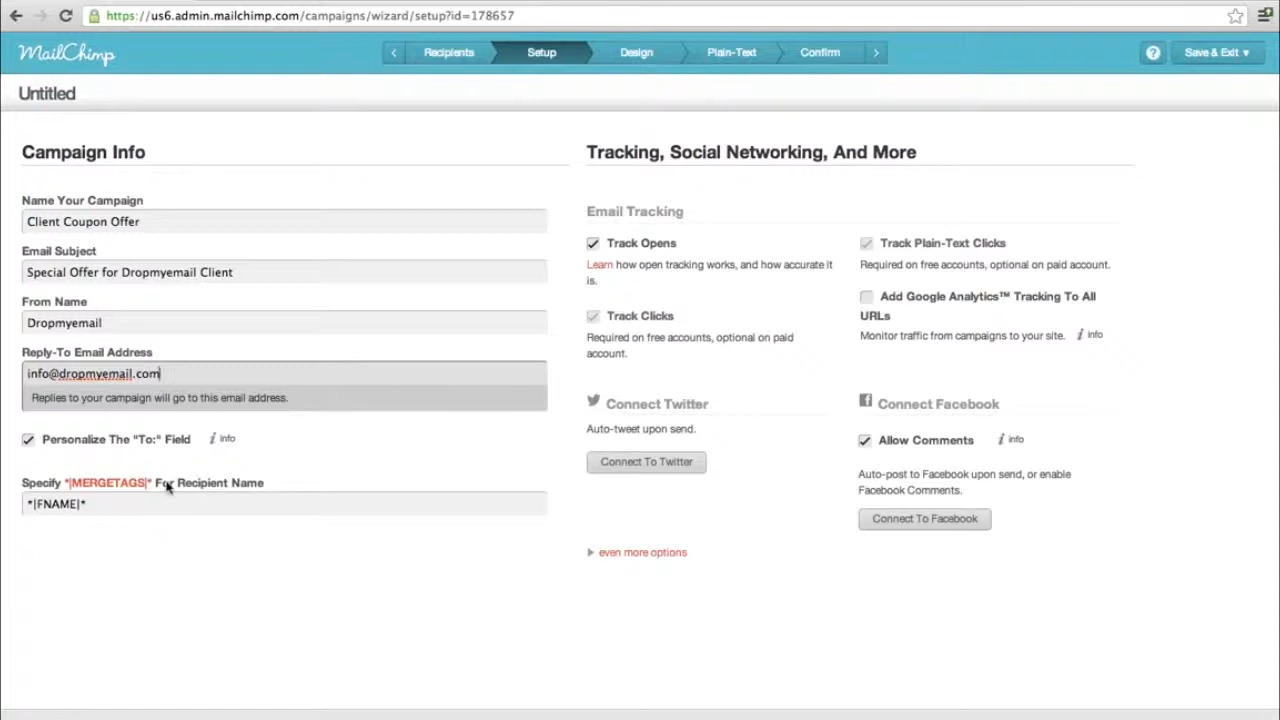 https://us6.admin.mailchimp.com/campaigns/wizard/setup?id=178657
MailChimp
Recipients
Setup
Design
Plain-Text
Confirm
?
Save & Exit
Untitled
Campaign Info
Name Your Campaign
Client Coupon Offer
Email Subject
Special Offer for Dropmyemail Client
From Name
Dropmyemail
Reply-To Email Address
info@dropmyemail.com
Replies to your campaign will go to this email address.
Personalize The "To:" Field
i info
Specify *|MERGETAGS|* For Recipient Name
*|FNAME|*
Tracking, Social Networking, And More
Email Tracking
Track Opens
Learn how open tracking works, and how accurate it
is.
Track Clicks
Required on free accounts, optional on paid
account.
Track Plain-Text Clicks
Required on free accounts, optional on paid account.
Add Google Analytics™ Tracking To All
URLs
Monitor traffic from campaigns to your site. i info
Connect Twitter
Auto-tweet upon send.
Connect To Twitter
Connect Facebook
Allow Comments
i info
Auto-post to Facebook upon send, or enable
Facebook Comments.
Connect To Facebook
even more options